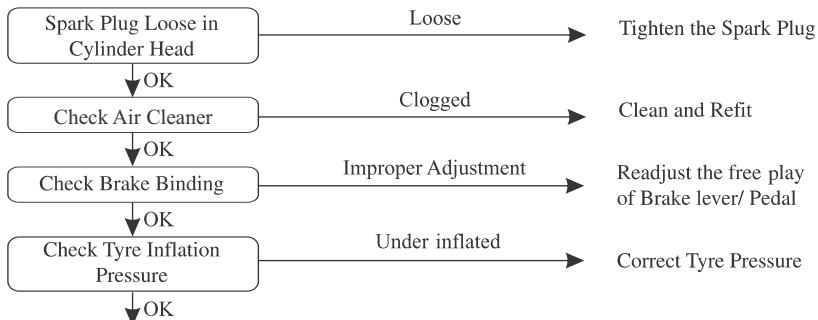 Spark Plug Loose in
Cylinder Head
Loose
Tighten the Spark Plug
OK
Check Air Cleaner
Clogged
Clean and Refit
OK
Check Brake Binding
Improper Adjustment
Readjust the free play
of Brake lever/ Pedal
OK
Check Tyre Inflation
Pressure
Under inflated
Correct Tyre Pressure
OK